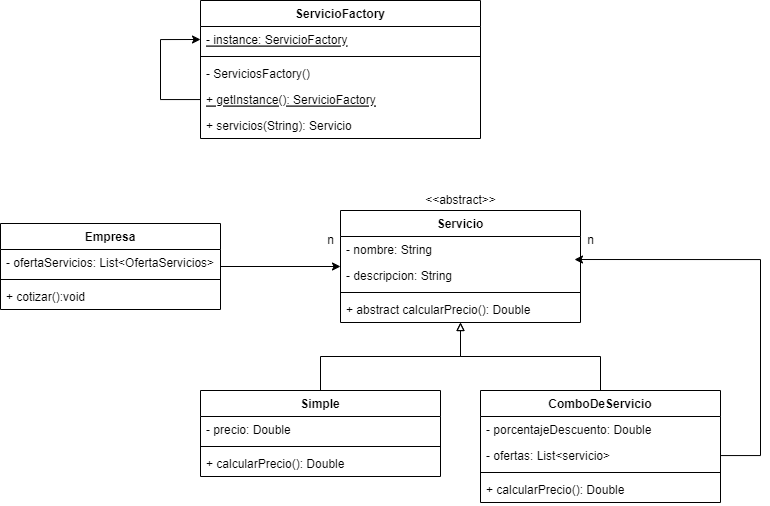 ServicioFactory
- instance: ServicioFactory
- ServiciosFactory()
+ getInstance(): ServicioFactory
+ servicios(String): Servicio
<<abstract>>
Servicio
- nombre: String
- descripcion: String
+ abstract calcularPrecio(): Double
n
n
Empresa
- ofertaServicios: List<OfertaServicios>
+ cotizar():void
Simple
- precio: Double
+ calcularPrecio(): Double
ComboDeServicio
- porcentajeDescuento: Double
- ofertas: List<servicio>
+ calcularPrecio(): Double